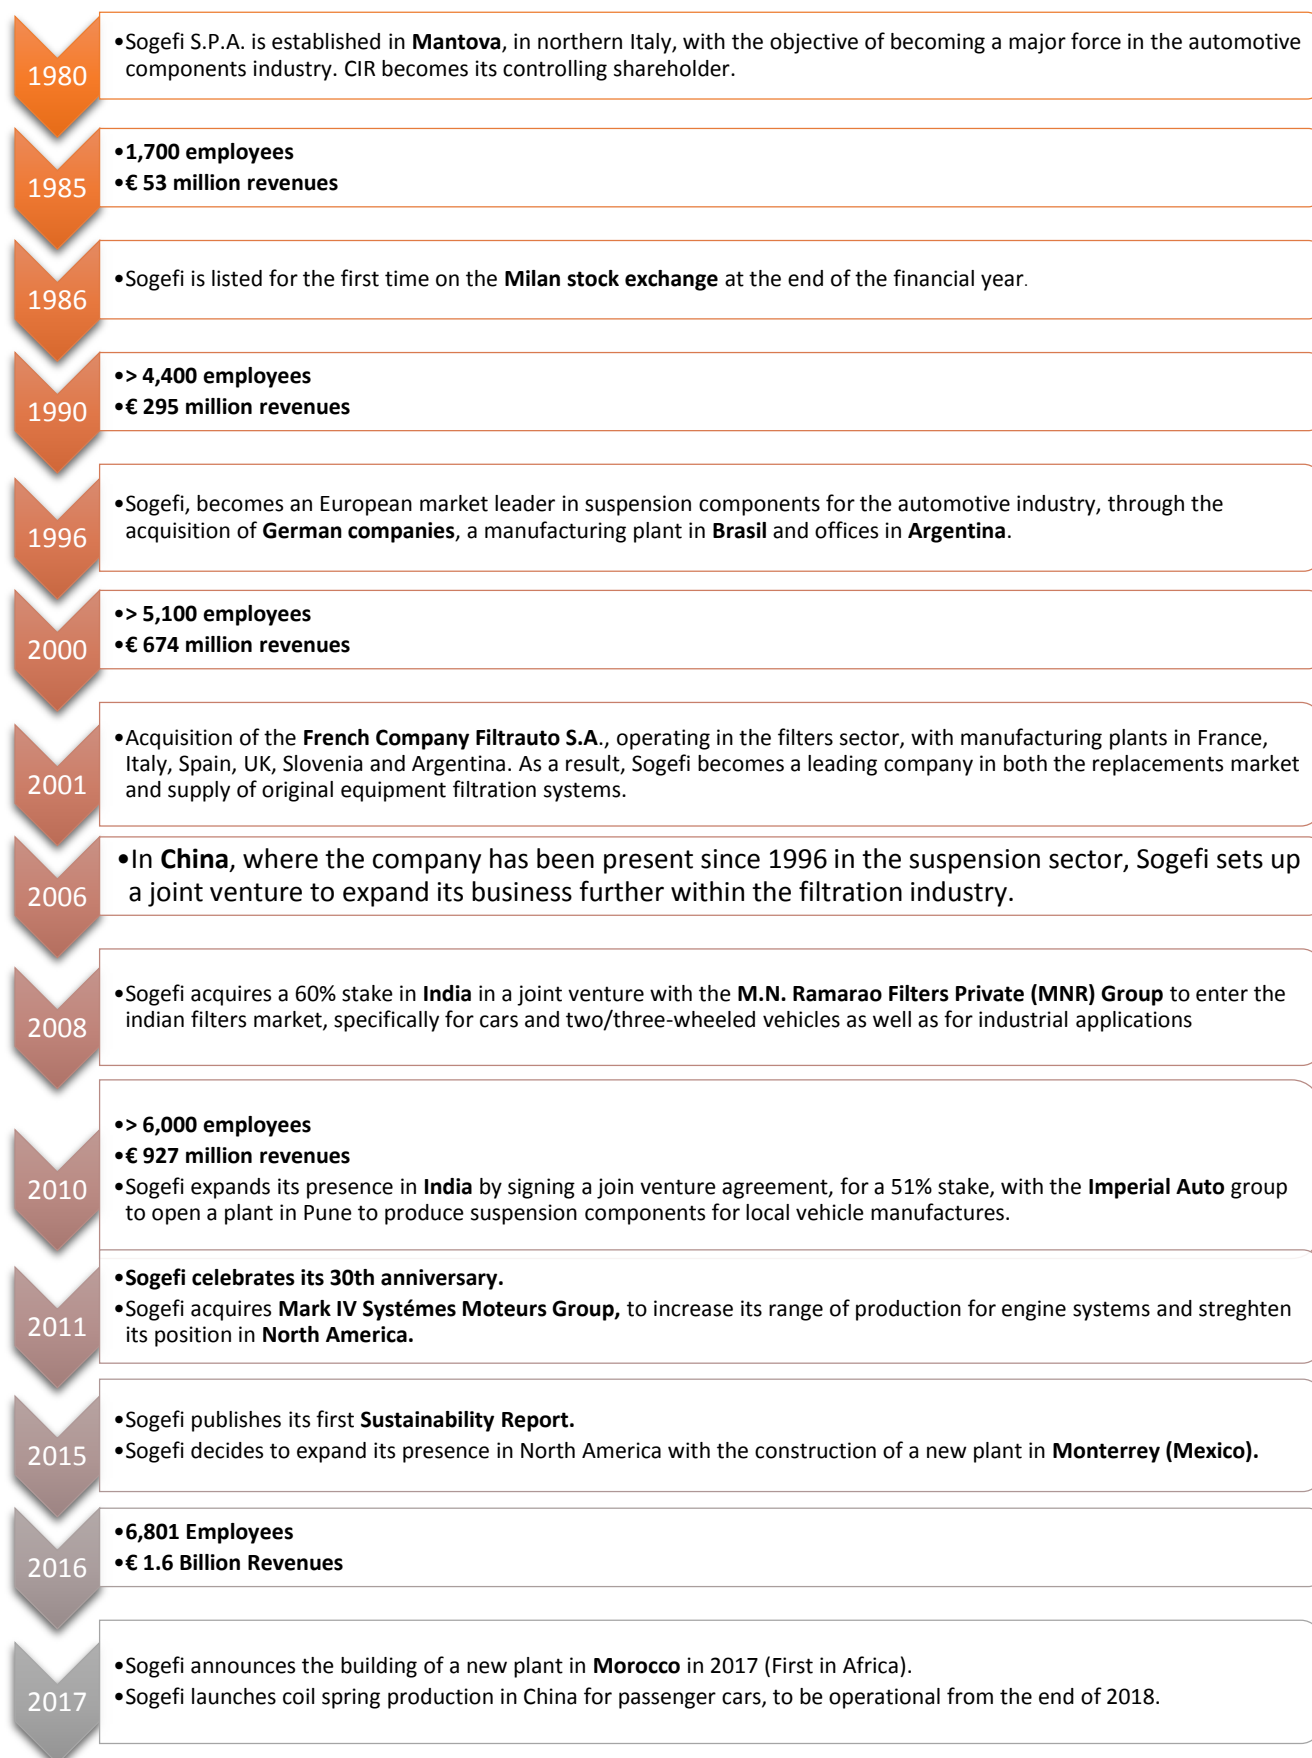 1980
•Sogefi S.P.A. is established in Mantova, in northern Italy, with the objective of becoming a major force in the automotive
components industry. CIR becomes its controlling shareholder.
1985
•1,700 employees
•€ 53 million revenues
1986
•Sogefi is listed for the first time on the Milan stock exchange at the end of the financial year.
1990
•> 4,400 employees
•€ 295 million revenues
1996
•Sogefi, becomes an European market leader in suspension components for the automotive industry, through the
acquisition of German companies, a manufacturing plant in Brasil and offices in Argentina.
2000
•> 5,100 employees
•€ 674 million revenues
2001
•Acquisition of the French Company Filtrauto S.A., operating in the filters sector, with manufacturing plants in France,
Italy, Spain, UK, Slovenia and Argentina. As a result, Sogefi becomes a leading company in both the replacements market
and supply of original equipment filtration systems.
2006
•In China, where the company has been present since 1996 in the suspension sector, Sogefi sets up
a joint venture to expand its business further within the filtration industry.
2008
•Sogefi acquires a 60% stake in India in a joint venture with the M.N. Ramarao Filters Private (MNR) Group to enter the
indian filters market, specifically for cars and two/three-wheeled vehicles as well as for industrial applications
2010
•> 6,000 employees
•€ 927 million revenues
•Sogefi expands its presence in India by signing a join venture agreement, for a 51% stake, with the Imperial Auto group
to open a plant in Pune to produce suspension components for local vehicle manufactures.
2011
•Sogefi celebrates its 30th anniversary.
•Sogefi acquires Mark IV Systémes Moteurs Group, to increase its range of production for engine systems and streghten
its position in North America.
2015
•Sogefi publishes its first Sustainability Report.
•Sogefi decides to expand its presence in North America with the construction of a new plant in Monterrey (Mexico).
2016
•6,801 Employees
•€ 1.6 Billion Revenues
2017
•Sogefi announces the building of a new plant in Morocco in 2017 (First in Africa).
•Sogefi launches coil spring production in China for passenger cars, to be operational from the end of 2018.